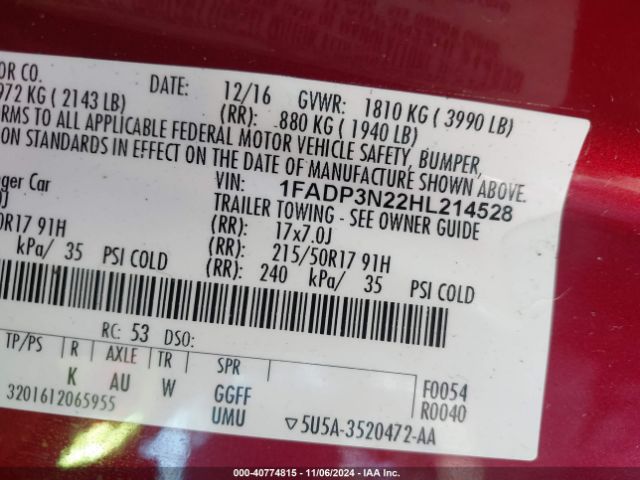 OR CO.
DATE: 12/16 GVWR: 1810 KG ( 3990 LB)
972 KG ( 2143 LB) (RR): 880 KG ( 1940 LB)
RMS TO ALL APPLICABLE FEDERAL MOTOR VEHICLE SAFETY, BUMPER,
ON STANDARDS IN EFFECT ON THE DATE OF MANUFACTURE SHOWN ABOVE.
nger Car VIN: 1FADP3N22HL214528
0J TRAILER TOWING - SEE OWNER GUIDE
(RR): 17x7.0J
0R17 91H (RR): 215/50R17 91H
kPa/ 35 PSI COLD (RR): 240 kPa/ 35 PSI COLD
RC: 53 DSO:
TP/PS R AXLE TR SPR
K AU W GGFF F0054
3201612065955 UMU R0040
5U5A-3520472-AA
000-40774815 - 11/06/2024 - IAA Inc.